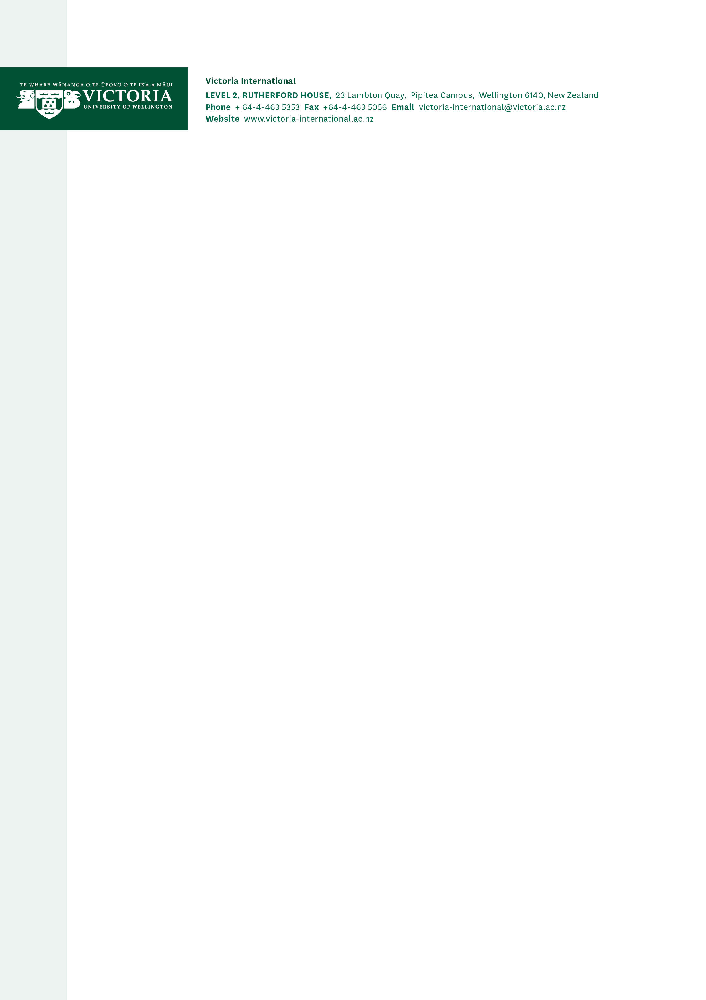 TE WHARE WĀNANGA O TE ŪPOKO O TE IKA A MĀUI
VICTORIA
UNIVERSITY OF WELLINGTON
Victoria International
LEVEL 2, RUTHERFORD HOUSE, 23 Lambton Quay, Pipitea Campus, Wellington 6140, New Zealand
Phone + 64-4-463 5353 Fax +64-4-463 5056 Email victoria-international@victoria.ac.nz
Website www.victoria-international.ac.nz